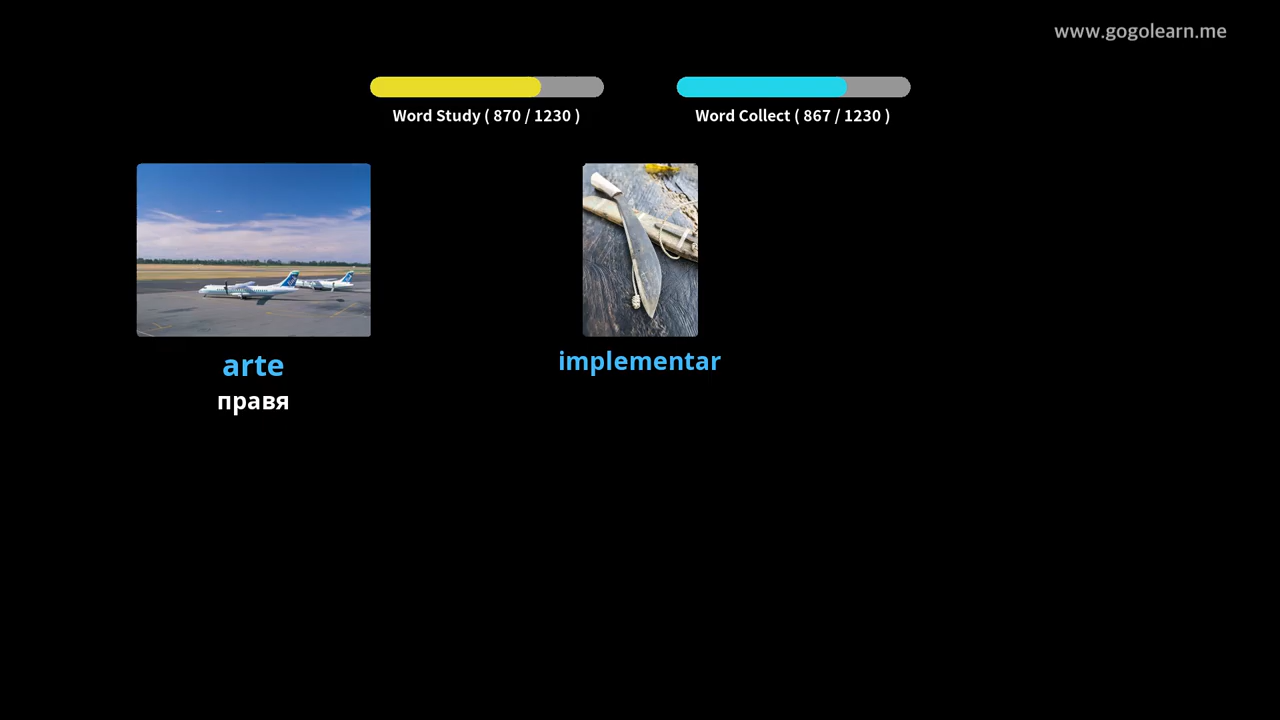 www.gogolearn.me
Word Study ( 870 / 1230 )
Word Collect ( 867 / 1230 )
arte
правя
implementar